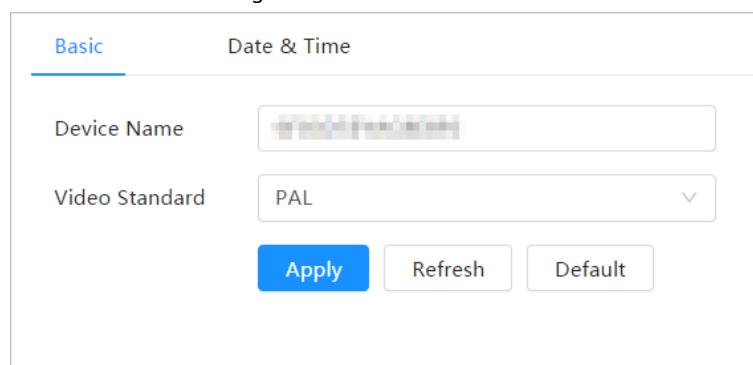 Basic Date & Time
Device Name
Video Standard PAL
Apply Refresh Default